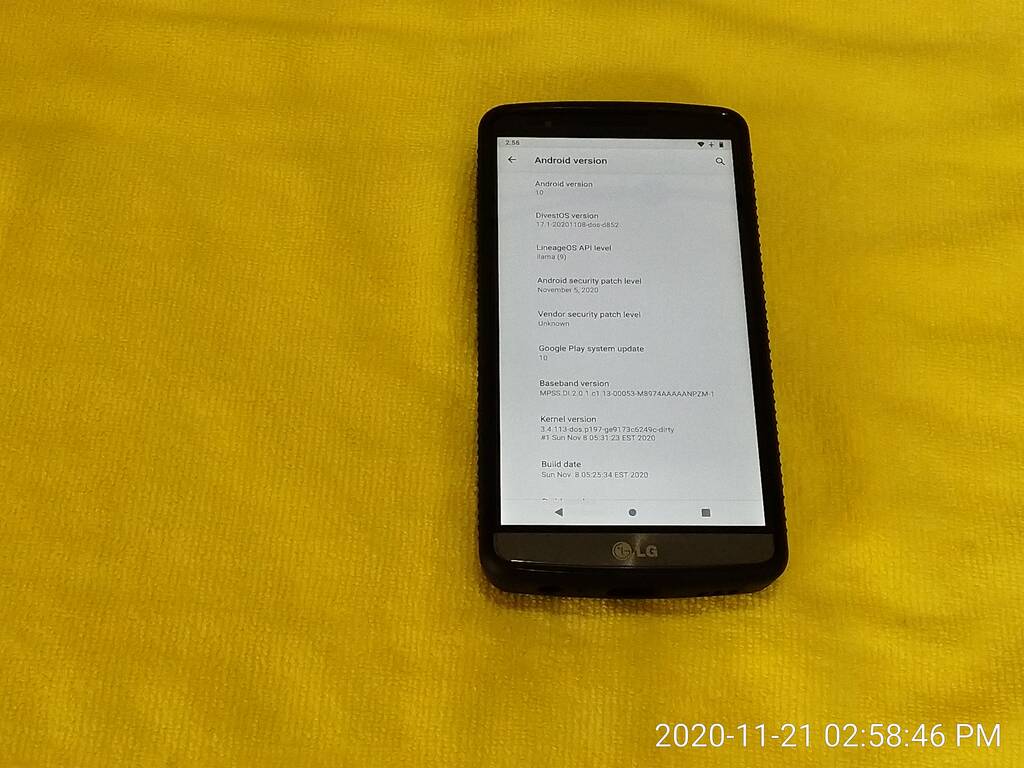 2:56
Android version
Android version
10
DivestOS version
17.1-20201108-dos-d852
LineageOS API level
llama (9)
Android security patch level
November 5, 2020
Vendor security patch level
Unknown
Google Play system update
10
Baseband version
MPSS.DI.2.0.1.c1.13-00053-M8974AAAAANPZM-1
Kernel version
3.4.113-dos.p197-ge9173c6249c-dirty
#1 Sun Nov 8 05:31:23 EST 2020
Build date
Sun Nov 8 05:25:34 EST 2020
LG
2020-11-21 02:58:46 PM